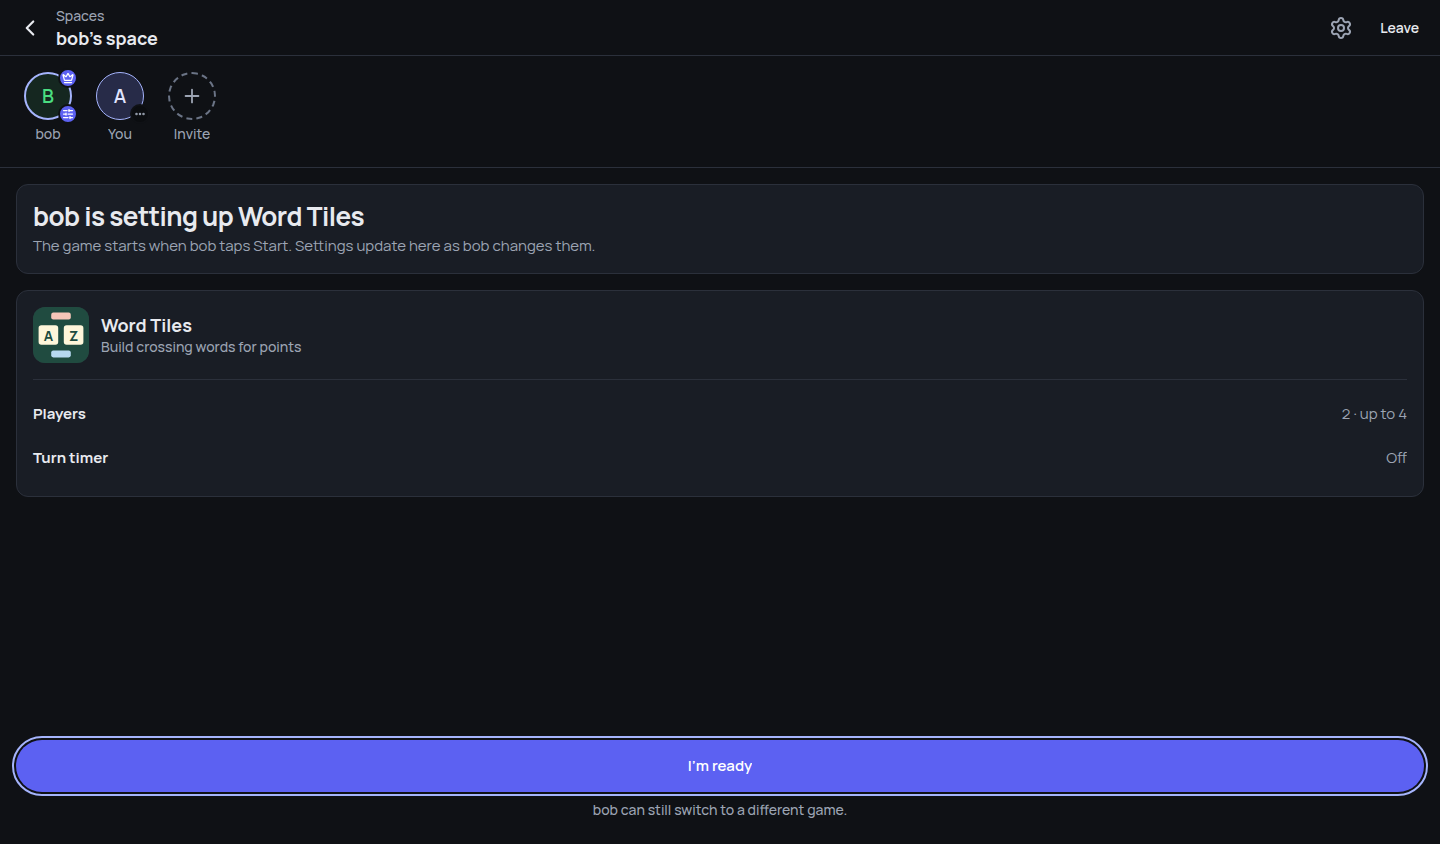 Spaces
bob's space
Leave
B
A
bob
You
Invite
bob is setting up Word Tiles
The game starts when bob taps Start. Settings update here as bob changes them.
A Z
Word Tiles
Build crossing words for points
Players
2 · up to 4
Turn timer
Off
I'm ready
bob can still switch to a different game.